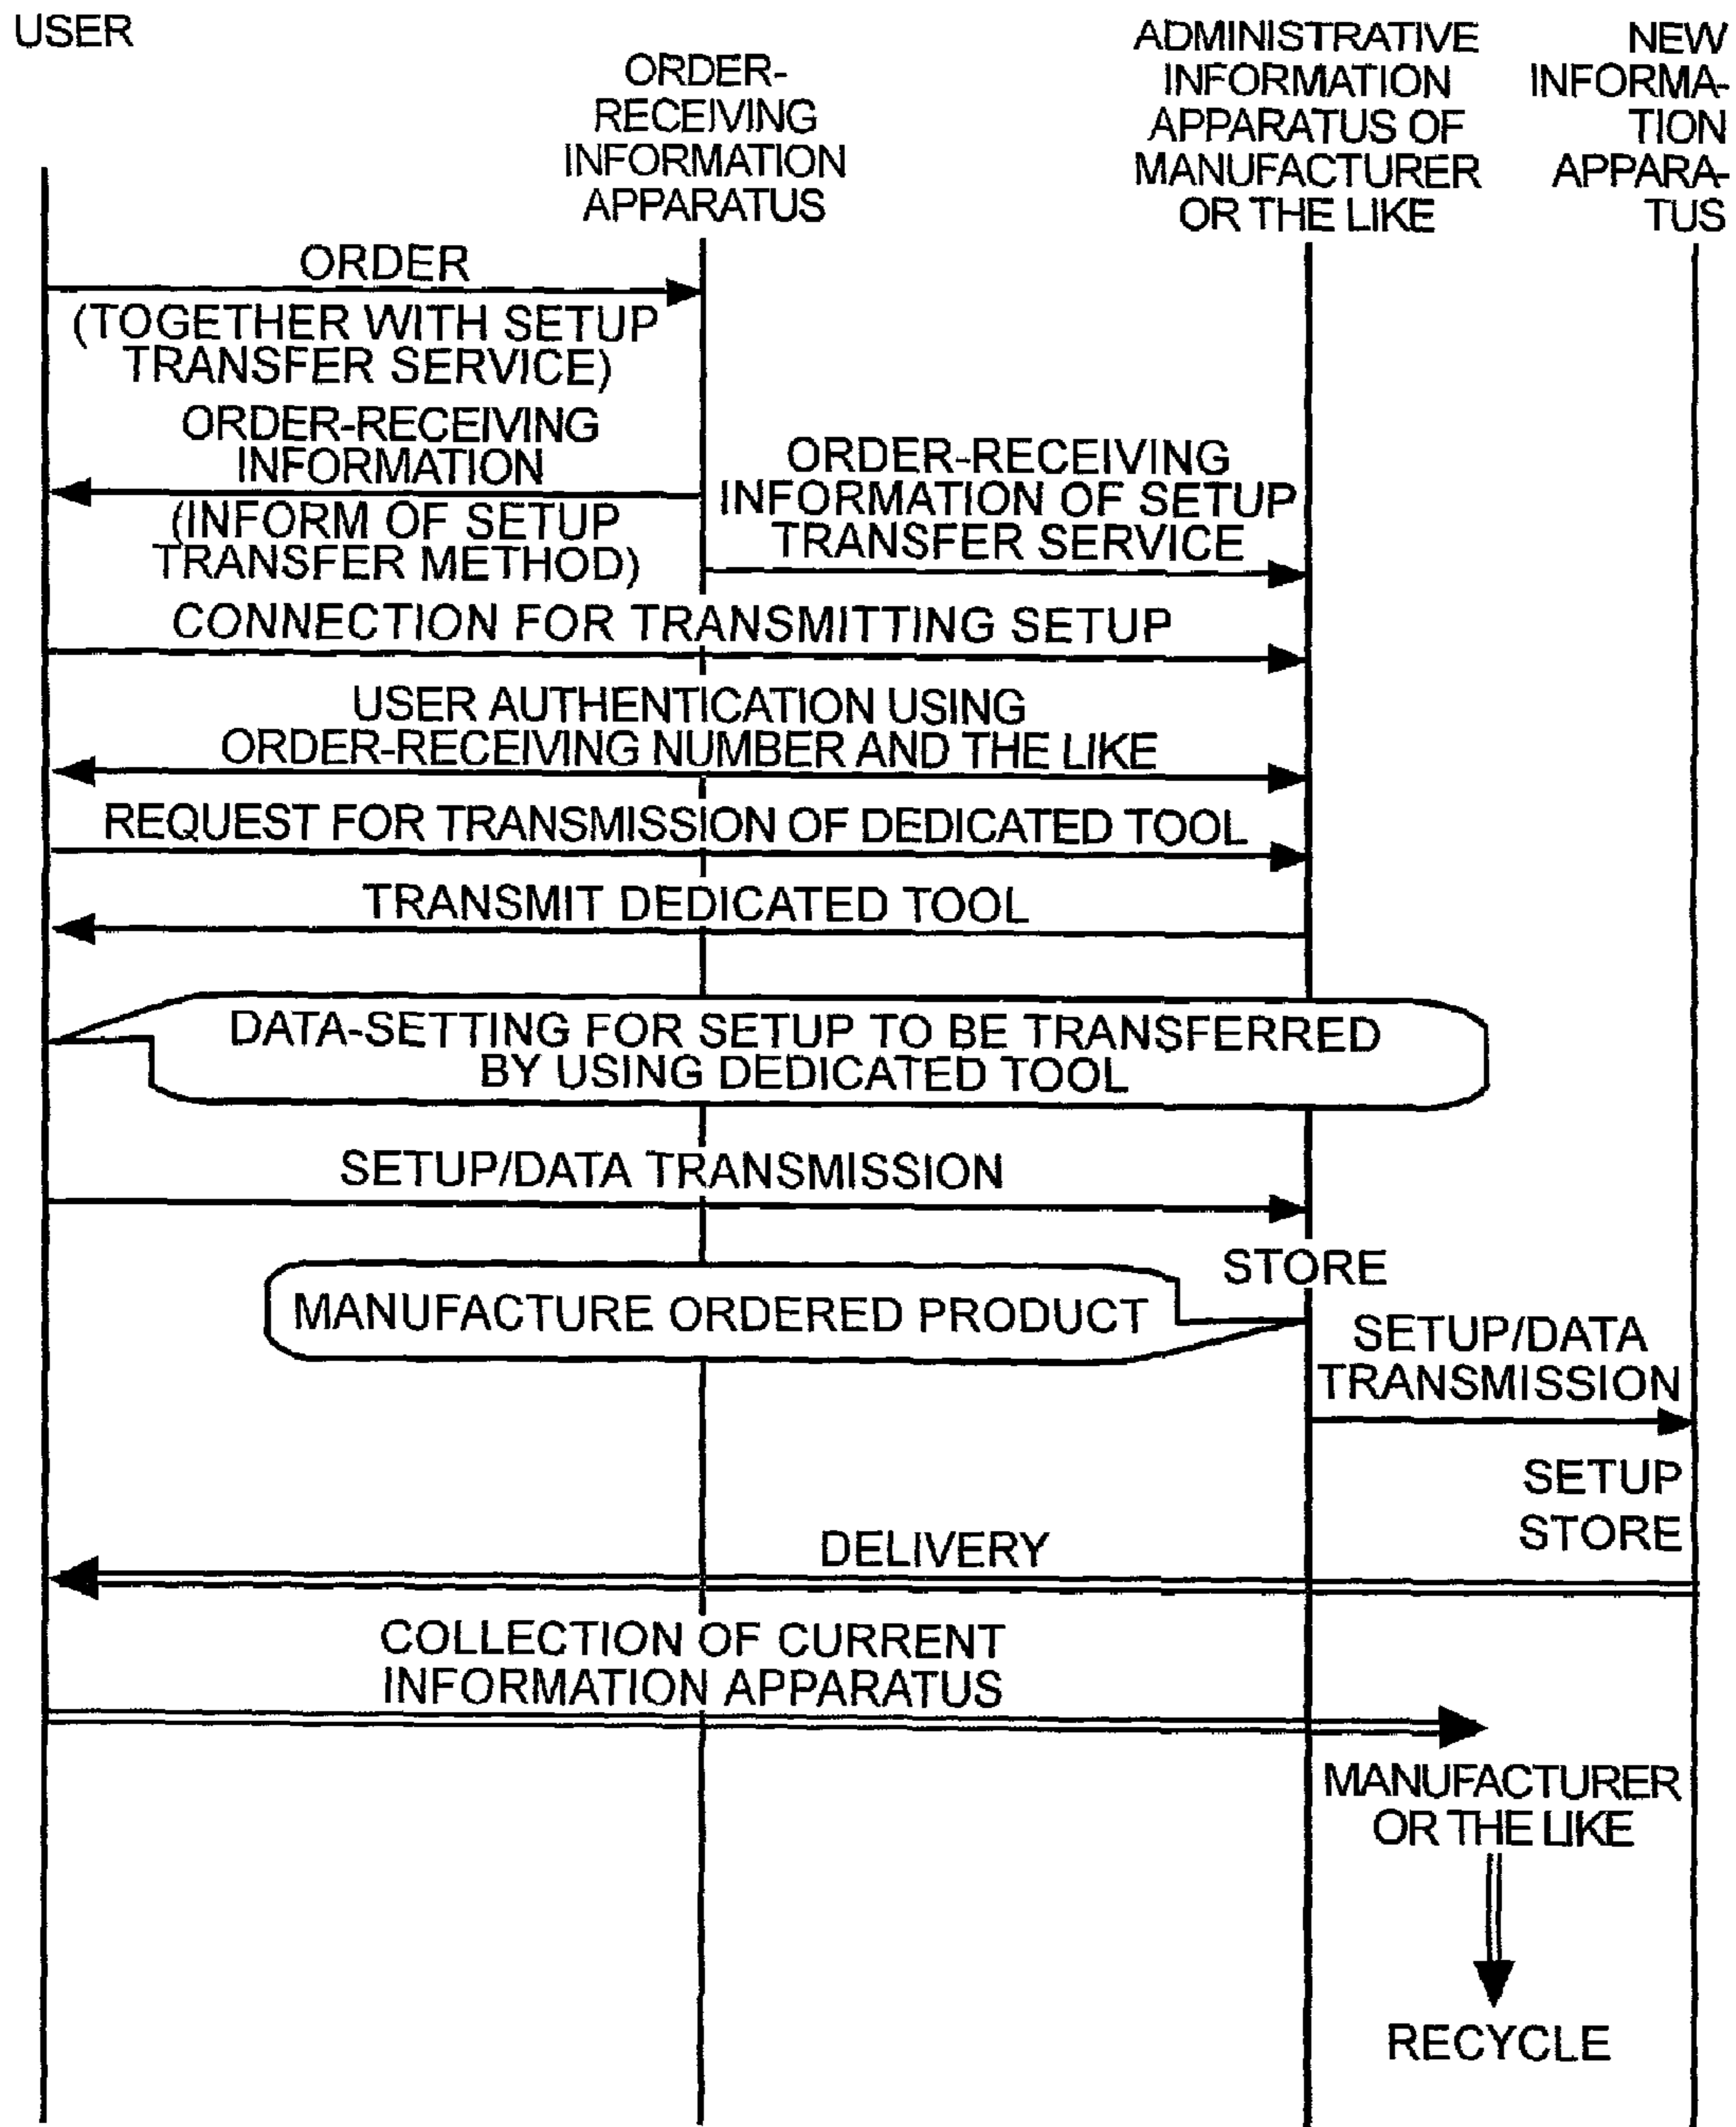 USER
ORDER-
RECEIVING
INFORMATION
APPARATUS
ADMINISTRATIVE
INFORMATION
APPARATUS OF
MANUFACTURER
OR THE LIKE
NEW
INFORMA-
TION
APPARA-
TUS
ORDER
(TOGETHER WITH SETUP
TRANSFER SERVICE)
ORDER-RECEIVING
INFORMATION
(INFORM OF SETUP
TRANSFER METHOD)
ORDER-RECEIVING
INFORMATION OF SETUP
TRANSFER SERVICE
CONNECTION FOR TRANSMITTING SETUP
USER AUTHENTICATION USING
ORDER-RECEIVING NUMBER AND THE LIKE
REQUEST FOR TRANSMISSION OF DEDICATED TOOL
TRANSMIT DEDICATED TOOL
DATA-SETTING FOR SETUP TO BE TRANSFERRED
BY USING DEDICATED TOOL
SETUP/DATA TRANSMISSION
STORE
MANUFACTURE ORDERED PRODUCT
SETUP/DATA
TRANSMISSION
SETUP
STORE
DELIVERY
COLLECTION OF CURRENT
INFORMATION APPARATUS
MANUFACTURER
OR THE LIKE
RECYCLE